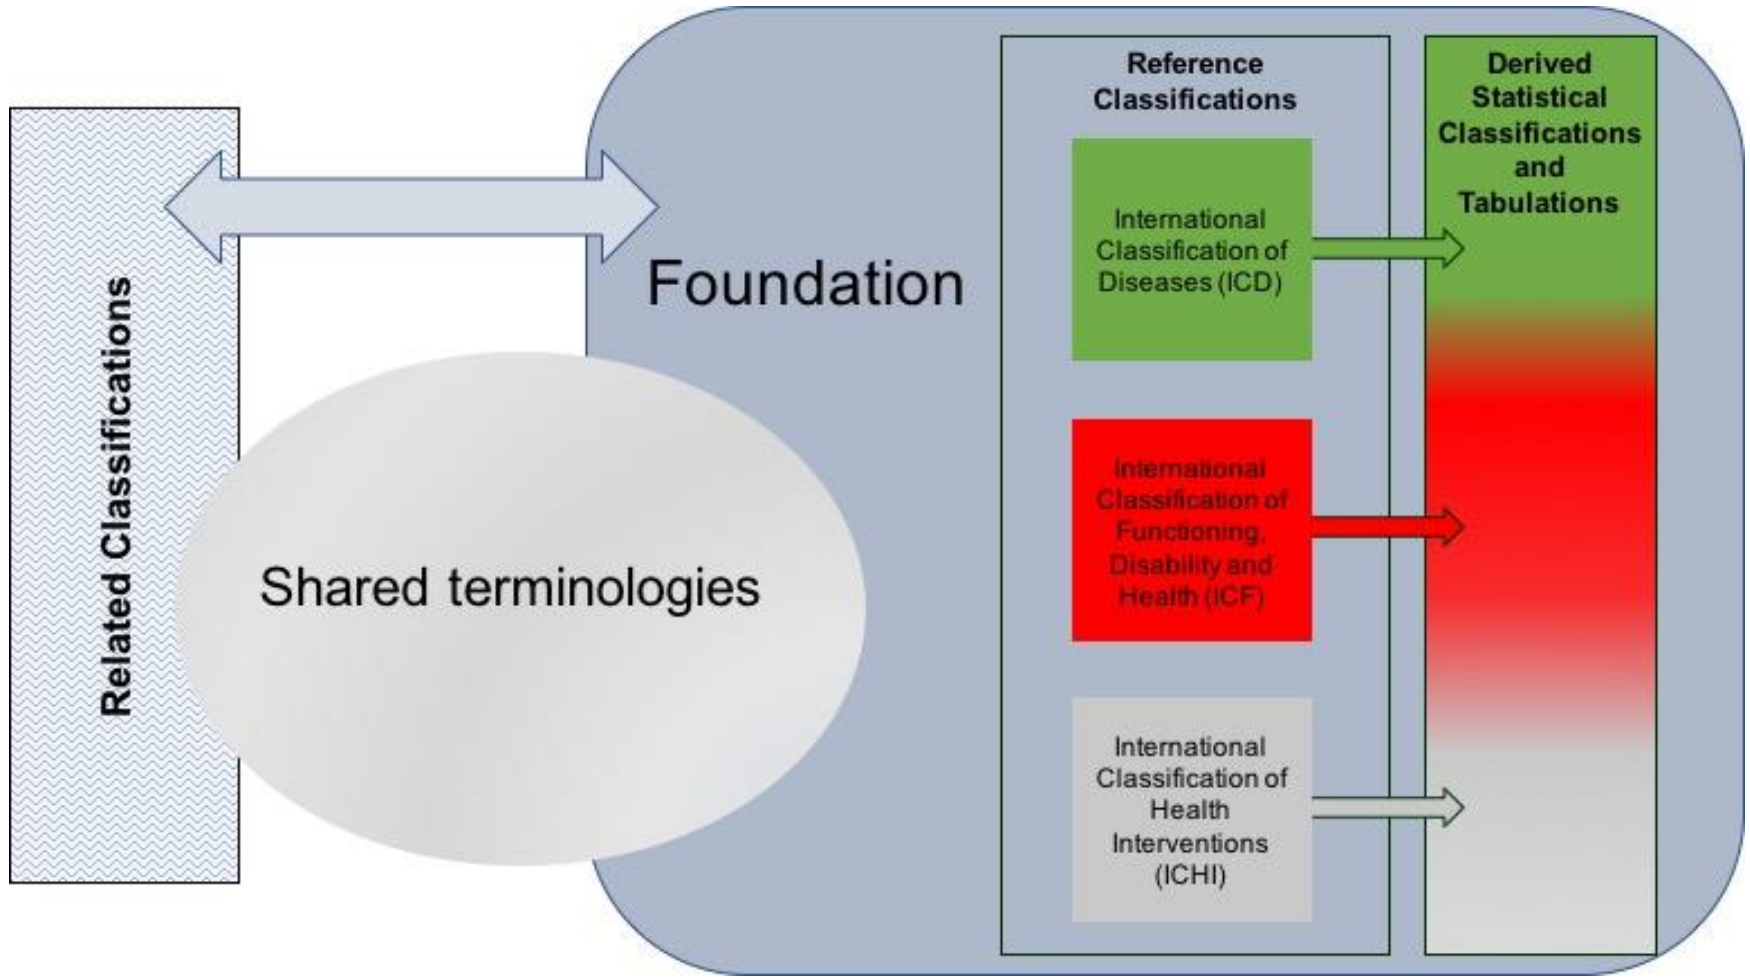 Related Classifications
Foundation
Shared terminologies
Reference
Classifications
International
Classification of
Diseases (ICD)
International
Classification of
Functioning,
Disability and
Health (ICF)
International
Classification of
Health
Interventions
(ICHI)
Derived
Statistical
Classifications
and
Tabulations